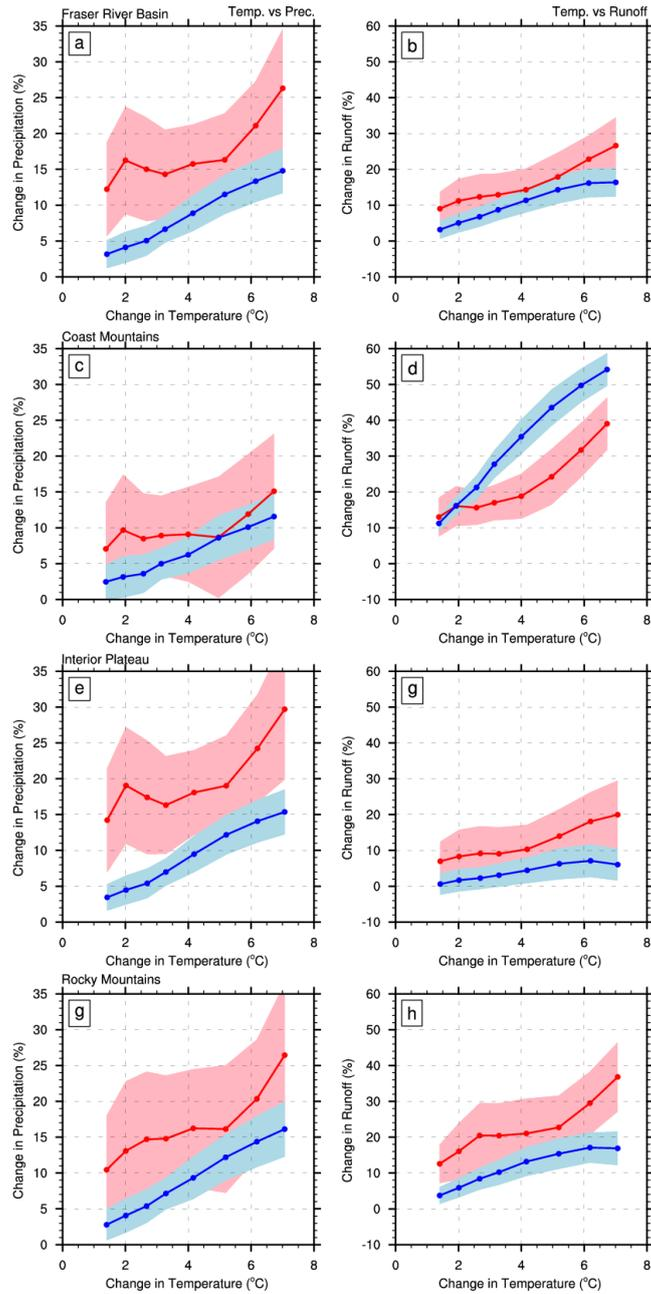 Fraser River Basin Temp. vs Prec. Temp. vs Runoff
a b
Change in Precipitation (%)
35
30
25
20
15
10
5
0
0 2 4 6 8
Change in Temperature (°C)
Change in Runoff (%)
60
50
40
30
20
10
0
-10
0 2 4 6 8
Change in Temperature (°C)
Coast Mountains
c d
Change in Precipitation (%)
35
30
25
20
15
10
5
0
0 2 4 6 8
Change in Temperature (°C)
Change in Runoff (%)
60
50
40
30
20
10
0
-10
0 2 4 6 8
Change in Temperature (°C)
Interior Plateau
e g
Change in Precipitation (%)
35
30
25
20
15
10
5
0
0 2 4 6 8
Change in Temperature (°C)
Change in Runoff (%)
60
50
40
30
20
10
0
-10
0 2 4 6 8
Change in Temperature (°C)
Rocky Mountains
g h
Change in Precipitation (%)
35
30
25
20
15
10
5
0
0 2 4 6 8
Change in Temperature (°C)
Change in Runoff (%)
60
50
40
30
20
10
0
-10
0 2 4 6 8
Change in Temperature (°C)